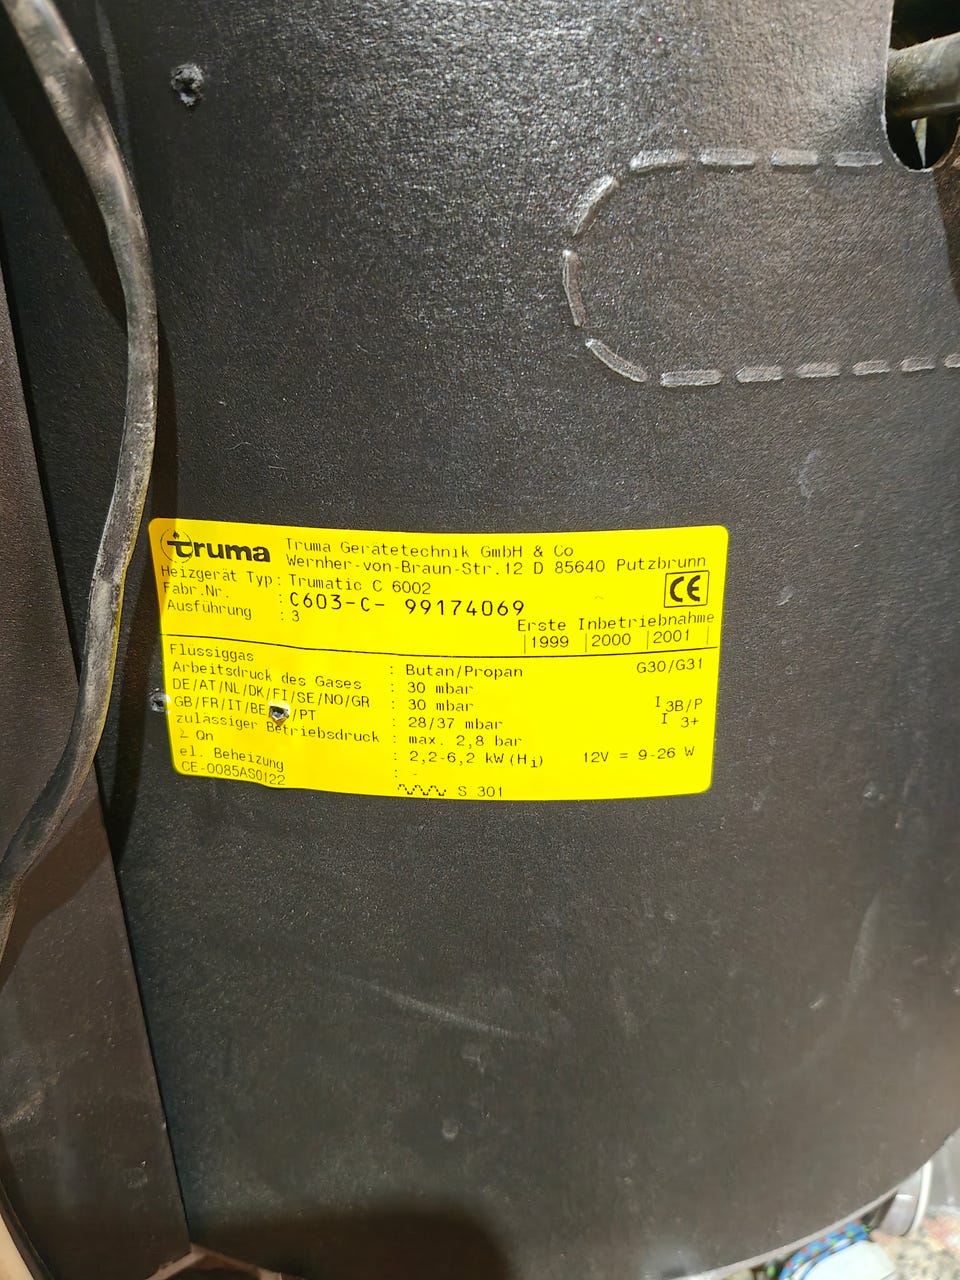 truma
Truma Gerätetechnik GmbH & Co
Wernher-von-Braun-Str.12 D 85640 Putzbrunn
Heizgerät Typ : Trumatic C 6002
Fabr.Nr. : C603-C- 99174069
Ausführung : 3
CE
Erste Inbetriebnahme
|1999 |2000 |2001 |
Flüssiggas : Butan/Propan G30/G31
Arbeitsdruck des Gases : 30 mbar
DE/AT/NL/DK/FI/SE/NO/GR : 30 mbar I 3B/P
GB/FR/IT/BE /PT : 28/37 mbar I 3+
zulässiger Betriebsdruck : max. 2,8 bar
Σ Qn : 2,2-6,2 kW (Hi) 12V = 9-26 W
el. Beheizung : -
CE-0085AS0122 S 301